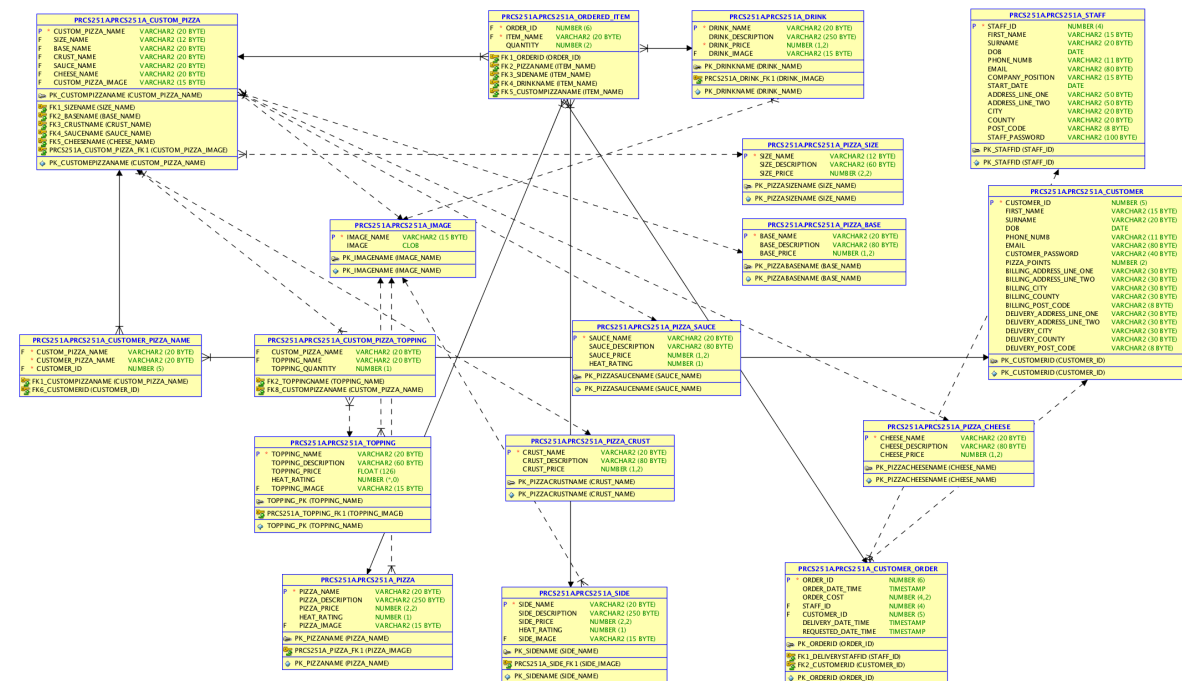 PRCS251A.PRCS251A_CUSTOM_PIZZA
P * CUSTOM_PIZZA_NAME VARCHAR2 (20 BYTE)
F SIZE_NAME VARCHAR2 (12 BYTE)
F BASE_NAME VARCHAR2 (20 BYTE)
F CRUST_NAME VARCHAR2 (20 BYTE)
F SAUCE_NAME VARCHAR2 (20 BYTE)
F CHEESE_NAME VARCHAR2 (20 BYTE)
F CUSTOM_PIZZA_IMAGE VARCHAR2 (15 BYTE)
PK_CUSTOMPIZZANAME (CUSTOM_PIZZA_NAME)
FK1_SIZENAME (SIZE_NAME)
FK2_BASENAME (BASE_NAME)
FK3_CRUSTNAME (CRUST_NAME)
FK4_SAUCENAME (SAUCE_NAME)
FK5_CHEESENAME (CHEESE_NAME)
PRCS251A_CUSTOM_PIZZA_FK1 (CUSTOM_PIZZA_IMAGE)
PK_CUSTOMEPIZZANAME (CUSTOM_PIZZA_NAME)
PRCS251A.PRCS251A_ORDERED_ITEM
F * ORDER_ID NUMBER (6)
F * ITEM_NAME VARCHAR2 (20 BYTE)
QUANTITY NUMBER (2)
FK1_ORDERID (ORDER_ID)
FK2_PIZZANAME (ITEM_NAME)
FK3_SIDENAME (ITEM_NAME)
FK4_DRINKNAME (ITEM_NAME)
FK5_CUSTOMPIZZANAME (ITEM_NAME)
PRCS251A.PRCS251A_DRINK
P * DRINK_NAME VARCHAR2 (20 BYTE)
DRINK_DESCRIPTION VARCHAR2 (250 BYTE)
* DRINK_PRICE NUMBER (1,2)
F DRINK_IMAGE VARCHAR2 (15 BYTE)
PK_DRINKNAME (DRINK_NAME)
PRCS251A_DRINK_FK1 (DRINK_IMAGE)
PK_DRINKNAME (DRINK_NAME)
PRCS251A.PRCS251A_STAFF
P * STAFF_ID NUMBER (4)
FIRST_NAME VARCHAR2 (15 BYTE)
SURNAME VARCHAR2 (20 BYTE)
DOB DATE
PHONE_NUMB VARCHAR2 (11 BYTE)
EMAIL VARCHAR2 (80 BYTE)
COMPANY_POSITION VARCHAR2 (15 BYTE)
START_DATE DATE
ADDRESS_LINE_ONE VARCHAR2 (50 BYTE)
ADDRESS_LINE_TWO VARCHAR2 (50 BYTE)
CITY VARCHAR2 (20 BYTE)
COUNTY VARCHAR2 (20 BYTE)
POST_CODE VARCHAR2 (8 BYTE)
STAFF_PASSWORD VARCHAR2 (100 BYTE)
PK_STAFFID (STAFF_ID)
PK_STAFFID (STAFF_ID)
PRCS251A.PRCS251A_PIZZA_SIZE
P * SIZE_NAME VARCHAR2 (12 BYTE)
SIZE_DESCRIPTION VARCHAR2 (60 BYTE)
SIZE_PRICE NUMBER (2,2)
PK_PIZZASIZENAME (SIZE_NAME)
PK_PIZZASIZENAME (SIZE_NAME)
PRCS251A.PRCS251A_CUSTOMER
P * CUSTOMER_ID NUMBER (5)
FIRST_NAME VARCHAR2 (15 BYTE)
SURNAME VARCHAR2 (20 BYTE)
DOB DATE
PHONE_NUMB VARCHAR2 (11 BYTE)
EMAIL VARCHAR2 (80 BYTE)
CUSTOMER_PASSWORD VARCHAR2 (40 BYTE)
PIZZA_POINTS NUMBER (2)
BILLING_ADDRESS_LINE_ONE VARCHAR2 (30 BYTE)
BILLING_ADDRESS_LINE_TWO VARCHAR2 (30 BYTE)
BILLING_CITY VARCHAR2 (30 BYTE)
BILLING_COUNTY VARCHAR2 (30 BYTE)
BILLING_POST_CODE VARCHAR2 (8 BYTE)
DELIVERY_ADDRESS_LINE_ONE VARCHAR2 (30 BYTE)
DELIVERY_ADDRESS_LINE_TWO VARCHAR2 (30 BYTE)
DELIVERY_CITY VARCHAR2 (30 BYTE)
DELIVERY_COUNTY VARCHAR2 (30 BYTE)
DELIVERY_POST_CODE VARCHAR2 (8 BYTE)
PK_CUSTOMERID (CUSTOMER_ID)
PK_CUSTOMERID (CUSTOMER_ID)
PRCS251A.PRCS251A_IMAGE
P * IMAGE_NAME VARCHAR2 (15 BYTE)
IMAGE CLOB
PK_IMAGENAME (IMAGE_NAME)
PK_IMAGENAME (IMAGE_NAME)
PRCS251A.PRCS251A_PIZZA_BASE
P * BASE_NAME VARCHAR2 (20 BYTE)
BASE_DESCRIPTION VARCHAR2 (80 BYTE)
BASE_PRICE NUMBER (1,2)
PK_PIZZABASENAME (BASE_NAME)
PK_PIZZABASENAME (BASE_NAME)
PRCS251A.PRCS251A_CUSTOMER_PIZZA_NAME
F * CUSTOM_PIZZA_NAME VARCHAR2 (20 BYTE)
* CUSTOMER_PIZZA_NAME VARCHAR2 (20 BYTE)
F * CUSTOMER_ID NUMBER (5)
FK1_CUSTOMPIZZANAME (CUSTOM_PIZZA_NAME)
FK6_CUSTOMERID (CUSTOMER_ID)
PRCS251A.PRCS251A_CUSTOM_PIZZA_TOPPING
F CUSTOM_PIZZA_NAME VARCHAR2 (20 BYTE)
F TOPPING_NAME VARCHAR2 (20 BYTE)
TOPPING_QUANTITY NUMBER (1)
FK2_TOPPINGNAME (TOPPING_NAME)
FK8_CUSTOMPIZZANAME (CUSTOM_PIZZA_NAME)
PRCS251A.PRCS251A_PIZZA_SAUCE
P * SAUCE_NAME VARCHAR2 (20 BYTE)
SAUCE_DESCRIPTION VARCHAR2 (80 BYTE)
SAUCE_PRICE NUMBER (1,2)
HEAT_RATING NUMBER (1)
PK_PIZZASAUCENAME (SAUCE_NAME)
PK_PIZZASAUCENAME (SAUCE_NAME)
PRCS251A.PRCS251A_TOPPING
P * TOPPING_NAME VARCHAR2 (20 BYTE)
TOPPING_DESCRIPTION VARCHAR2 (60 BYTE)
TOPPING_PRICE FLOAT (126)
HEAT_RATING NUMBER (*,0)
F TOPPING_IMAGE VARCHAR2 (15 BYTE)
TOPPING_PK (TOPPING_NAME)
PRCS251A_TOPPING_FK1 (TOPPING_IMAGE)
TOPPING_PK (TOPPING_NAME)
PRCS251A.PRCS251A_PIZZA_CRUST
P * CRUST_NAME VARCHAR2 (20 BYTE)
CRUST_DESCRIPTION VARCHAR2 (80 BYTE)
CRUST_PRICE NUMBER (1,2)
PK_PIZZACRUSTNAME (CRUST_NAME)
PK_PIZZACRUSTNAME (CRUST_NAME)
PRCS251A.PRCS251A_PIZZA_CHEESE
P * CHEESE_NAME VARCHAR2 (20 BYTE)
CHEESE_DESCRIPTION VARCHAR2 (80 BYTE)
CHEESE_PRICE NUMBER (1,2)
PK_PIZZACHEESENAME (CHEESE_NAME)
PK_PIZZACHEESENAME (CHEESE_NAME)
PRCS251A.PRCS251A_PIZZA
P * PIZZA_NAME VARCHAR2 (20 BYTE)
PIZZA_DESCRIPTION VARCHAR2 (250 BYTE)
PIZZA_PRICE NUMBER (2,2)
HEAT_RATING NUMBER (1)
F PIZZA_IMAGE VARCHAR2 (15 BYTE)
PK_PIZZANAME (PIZZA_NAME)
PRCS251A_PIZZA_FK1 (PIZZA_IMAGE)
PK_PIZZANAME (PIZZA_NAME)
PRCS251A.PRCS251A_SIDE
P * SIDE_NAME VARCHAR2 (20 BYTE)
SIDE_DESCRIPTION VARCHAR2 (250 BYTE)
SIDE_PRICE NUMBER (2,2)
HEAT_RATING NUMBER (1)
F SIDE_IMAGE VARCHAR2 (15 BYTE)
PK_SIDENAME (SIDE_NAME)
PRCS251A_SIDE_FK1 (SIDE_IMAGE)
PK_SIDENAME (SIDE_NAME)
PRCS251A.PRCS251A_CUSTOMER_ORDER
P * ORDER_ID NUMBER (6)
ORDER_DATE_TIME TIMESTAMP
ORDER_COST NUMBER (4,2)
F STAFF_ID NUMBER (4)
F CUSTOMER_ID NUMBER (5)
DELIVERY_DATE_TIME TIMESTAMP
REQUESTED_DATE_TIME TIMESTAMP
PK_ORDERID (ORDER_ID)
FK1_DELIVERYSTAFFID (STAFF_ID)
FK2_CUSTOMERID (CUSTOMER_ID)
PK_ORDERID (ORDER_ID)